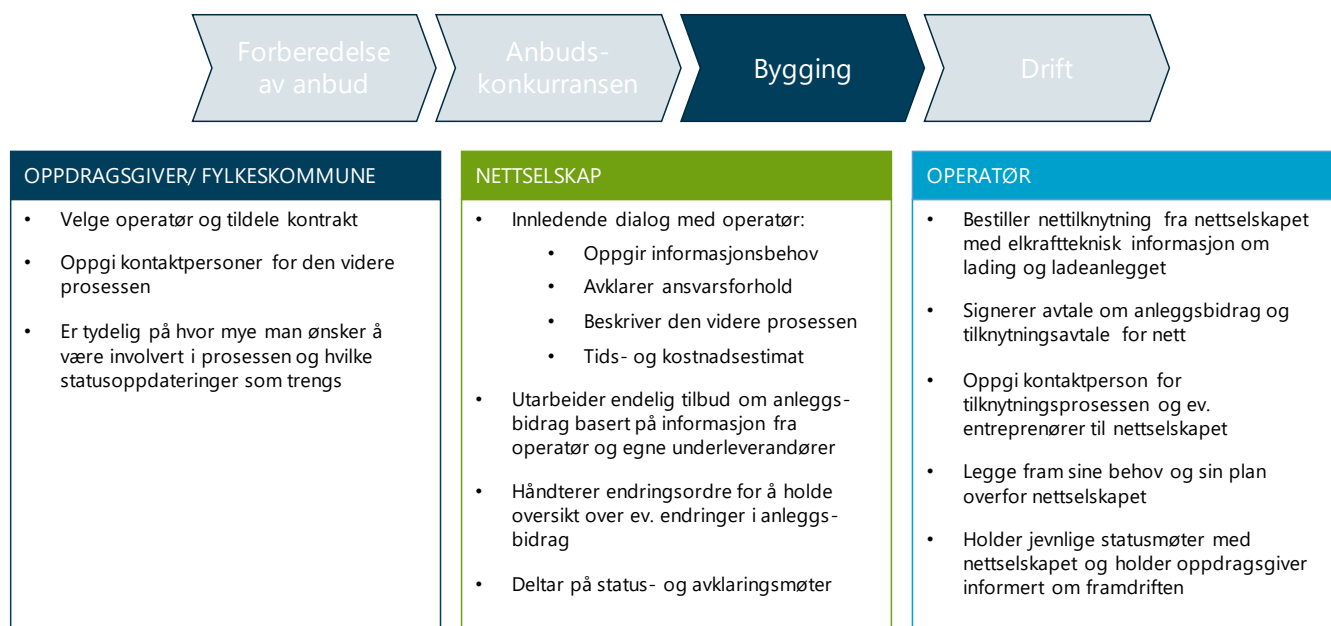 Forberedelse
av anbud
Anbuds-
konkurransen
Bygging
Drift
OPPDRAGSGIVER/ FYLKESKOMMUNE
• Velge operatør og tildele kontrakt
• Oppgi kontaktpersoner for den videre
prosessen
• Er tydelig på hvor mye man ønsker å
være involvert i prosessen og hvilke
statusoppdateringer som trengs
NETTSELSKAP
• Innledende dialog med operatør:
• Oppgir informasjonsbehov
• Avklarer ansvarsforhold
• Beskriver den videre prosessen
• Tids- og kostnadsestimat
• Utarbeider endelig tilbud om anleggs-
bidrag basert på informasjon fra
operatør og egne underleverandører
• Håndterer endringsordre for å holde
oversikt over ev. endringer i anleggs-
bidrag
• Deltar på status- og avklaringsmøter
OPERATØR
• Bestiller nettilknytning fra nettselskapet
med elkraftteknisk informasjon om
lading og ladeanlegget
• Signerer avtale om anleggsbidrag og
tilknytningsavtale for nett
• Oppgi kontaktperson for
tilknytningsprosessen og ev.
entreprenører til nettselskapet
• Legge fram sine behov og sin plan
overfor nettselskapet
• Holder jevnlige statusmøter med
nettselskapet og holder oppdragsgiver
informert om framdriften